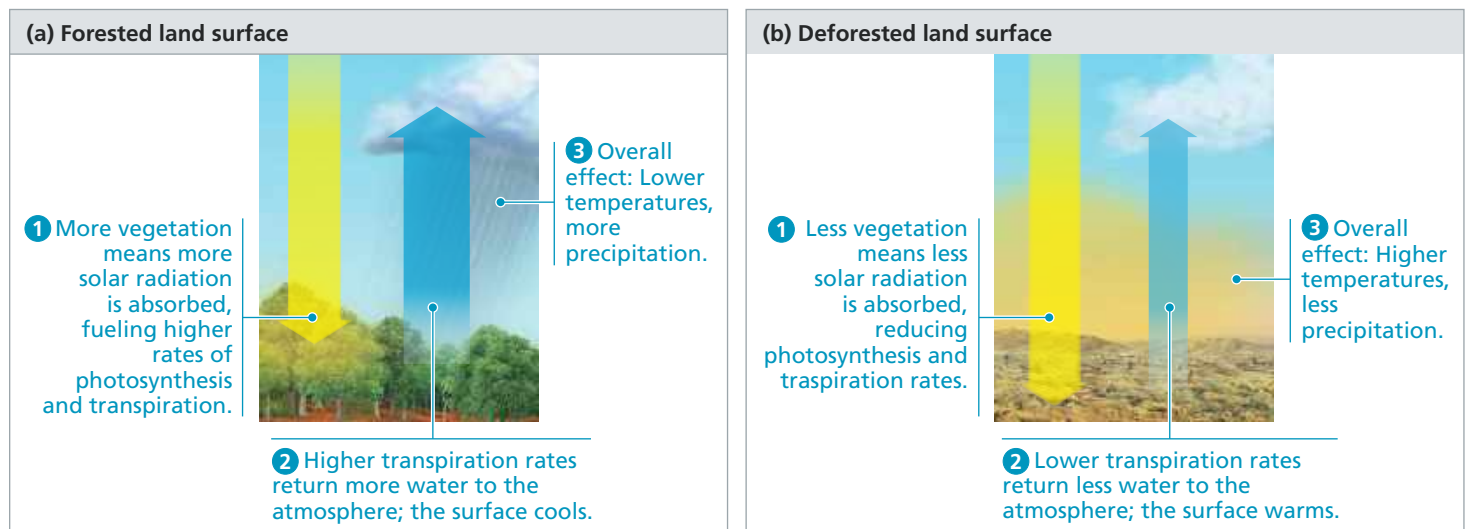 (a) Forested land surface
1 More vegetation
means more
solar radiation
is absorbed,
fueling higher
rates of
photosynthesis
and transpiration.
3 Overall
effect: Lower
temperatures,
more
precipitation.
2 Higher transpiration rates
return more water to the
atmosphere; the surface cools.
(b) Deforested land surface
1 Less vegetation
means less
solar radiation
is absorbed,
reducing
photosynthesis and
traspiration rates.
3 Overall
effect: Higher
temperatures,
less
precipitation.
2 Lower transpiration rates
return less water to the
atmosphere; the surface warms.